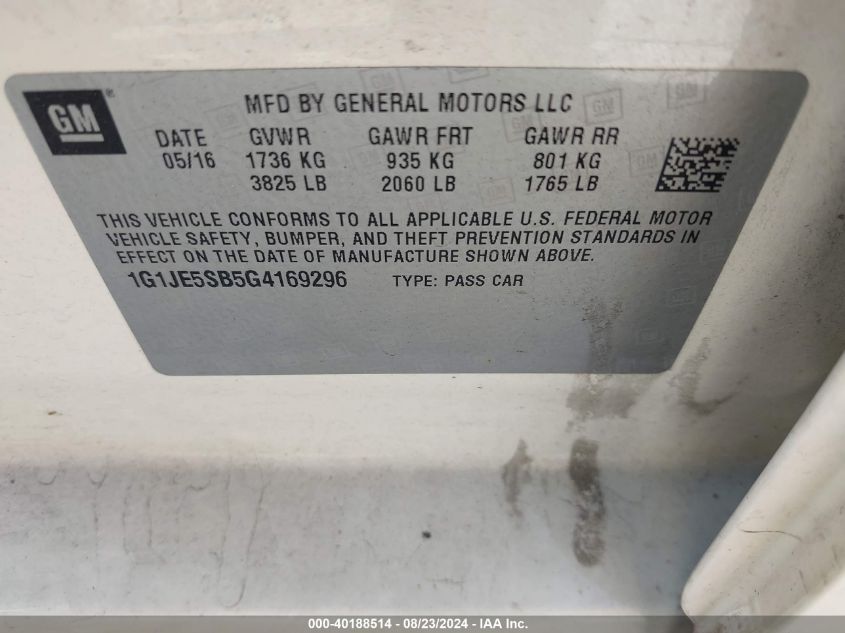 GM®
MFD BY GENERAL MOTORS LLC
DATE GVWR GAWR FRT GAWR RR
05/16 1736 KG 935 KG 801 KG
3825 LB 2060 LB 1765 LB
THIS VEHICLE CONFORMS TO ALL APPLICABLE U.S. FEDERAL MOTOR
VEHICLE SAFETY, BUMPER, AND THEFT PREVENTION STANDARDS IN
EFFECT ON THE DATE OF MANUFACTURE SHOWN ABOVE.
1G1JE5SB5G4169296 TYPE: PASS CAR
000-40188514 - 08/23/2024 - IAA Inc.